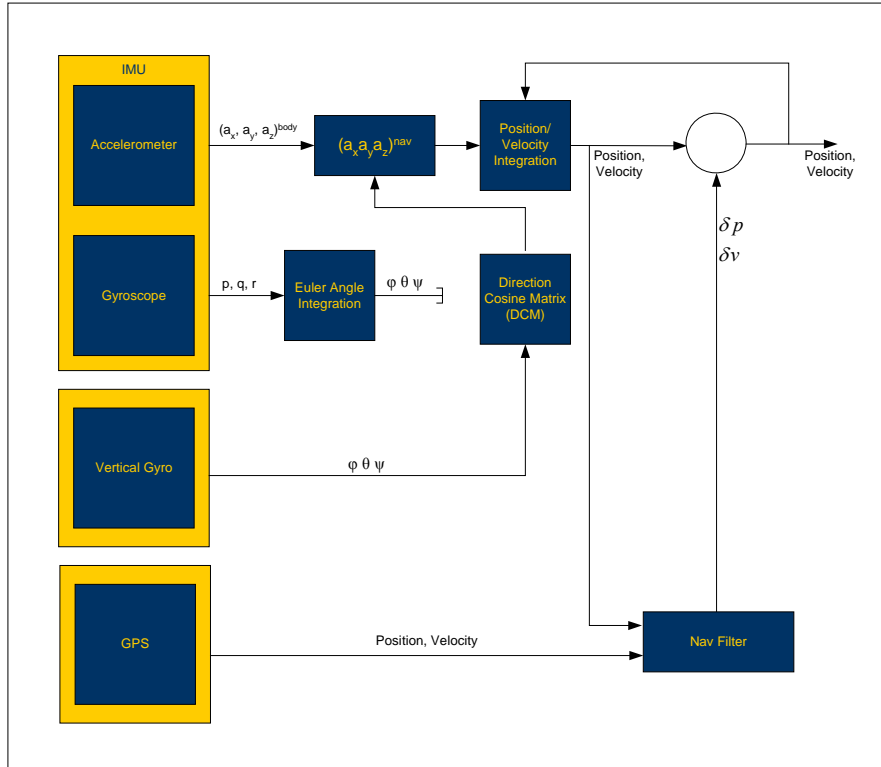 IMU
Accelerometer
(ax, ay, az)body
(axayaz)nav
Position/
Velocity
Integration
Position,
Velocity
Position,
Velocity
δ p
δv
Gyroscope
p, q, r
Euler Angle
Integration
φ θ ψ
Direction
Cosine Matrix
(DCM)
Vertical Gyro
φ θ ψ
GPS
Position, Velocity
Nav Filter